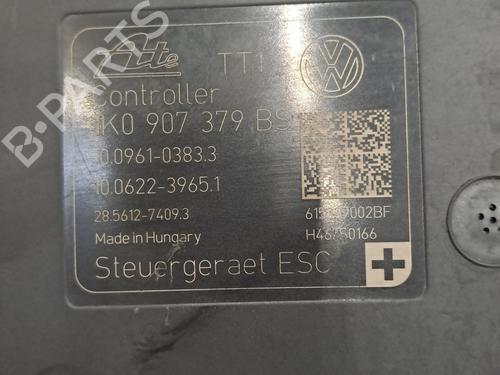 Ate TT1
Controller
1K0 907 379 BS
10.0961-0383.3
10.0622-3965.1
28.5612-7409.3
Made in Hungary H46750166
Steuergeraet ESC
B-PARTS